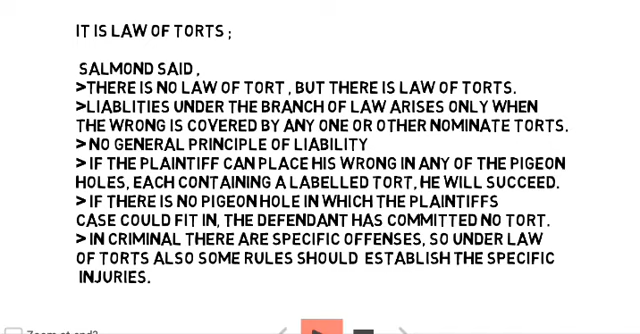 IT IS LAW OF TORTS ;
SALMOND SAID ,
>THERE IS NO LAW OF TORT , BUT THERE IS LAW OF TORTS.
>LIABLITIES UNDER THE BRANCH OF LAW ARISES ONLY WHEN
THE WRONG IS COVERED BY ANY ONE OR OTHER NOMINATE TORTS.
> NO GENERAL PRINCIPLE OF LIABILITY
> IF THE PLAINTIFF CAN PLACE HIS WRONG IN ANY OF THE PIGEON
HOLES, EACH CONTAINING A LABELLED TORT, HE WILL SUCCEED.
> IF THERE IS NO PIGEON HOLE IN WHICH THE PLAINTIFFS
CASE COULD FIT IN, THE DEFENDANT HAS COMMITTED NO TORT.
> IN CRIMINAL THERE ARE SPECIFIC OFFENSES, SO UNDER LAW
OF TORTS ALSO SOME RULES SHOULD ESTABLISH THE SPECIFIC
INJURIES.
Zoom at end?